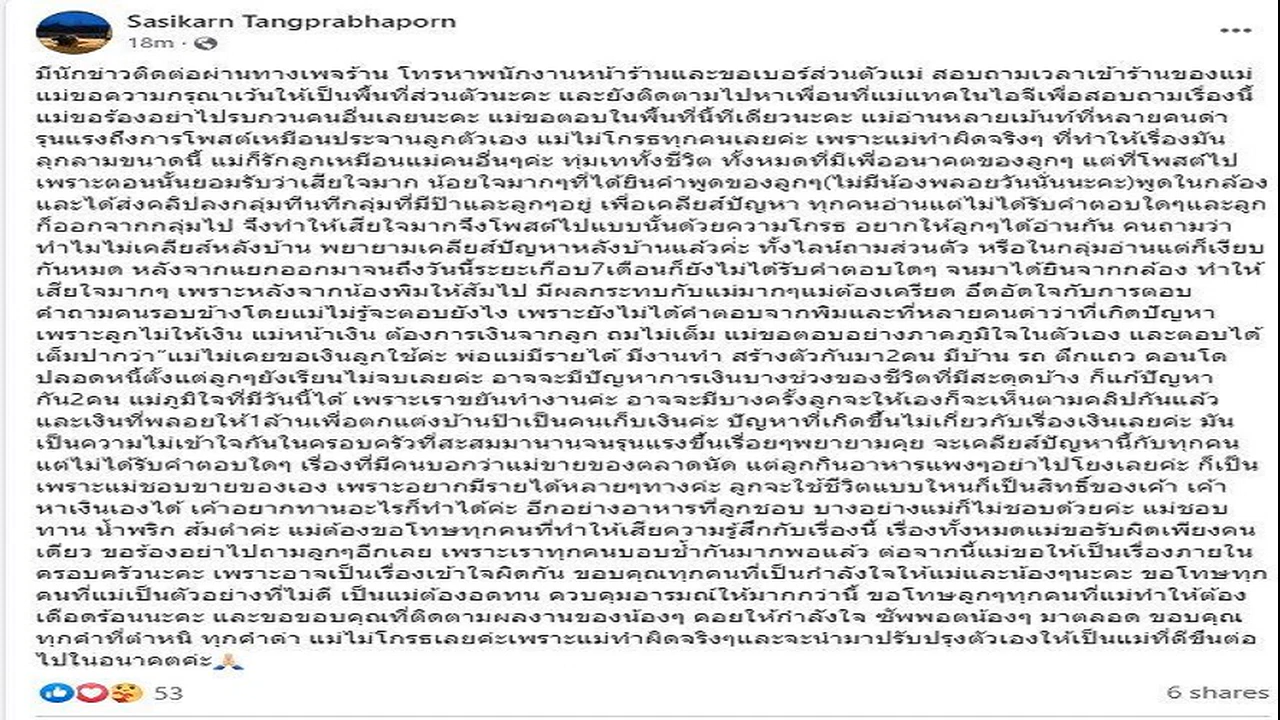 Sasikarn Tangprabhaporn
18m ·
มีนักข่าวติดต่อผ่านทางเพจร้าน โทรหาพนักงานหน้าร้านและขอเบอร์ส่วนตัวแม่ สอบถามเวลาเข้าร้านของแม่
แม่ขอความกรุณาเว้นให้เป็นพื้นที่ส่วนตัวนะคะ และยังติดตามไปหาเพื่อนที่แม่แทคในไอจีเพื่อสอบถามเรื่องนี้
แม่ขอร้องอย่าไปรบกวนคนอื่นเลยนะคะ แม่ขอตอบในพื้นที่นี้ที่เดียวนะคะ แม่อ่านหลายเม้นท์ที่หลายคนด่า
รุนแรงถึงการโพสต์เหมือนประจานลูกตัวเอง แม่ไม่โกรธทุกคนเลยค่ะ เพราะแม่ทำผิดจริงๆ ที่ทำให้เรื่องมัน
ลุกลามขนาดนี้ แม่ก็รักลูกเหมือนแม่คนอื่นๆค่ะ ทุ่มเททั้งชีวิต ทั้งหมดที่มีเพื่ออนาคตของลูกๆ แต่ที่โพสต์ไป
เพราะตอนนั้นยอมรับว่าเสียใจมาก น้อยใจมากๆที่ได้ยินคำพูดของลูกๆ(ไม่มีน้องพลอยวันนั่นนะคะ)พูดในกล้อง
และได้ส่งคลิปลงกลุ่มทันทีกลุ่มที่มีป๊าและลูกๆอยู่ เพื่อเคลียส์ปัญหา ทุกคนอ่านแต่ไม่ได้รับคำตอบใดๆและลูก
ก็ออกจากกลุ่มไป จึงทำให้เสียใจมากจึงโพสต์ไปแบบนั้นด้วยความโกรธ อยากให้ลูกๆได้อ่านกัน คนถามว่า
ทำไมไม่เคลียส์หลังบ้าน พยายามเคลียส์ปัญหาหลังบ้านแล้วค่ะ ทั้งไลน์ถามส่วนตัว หรือในกลุ่มอ่านแต่ก็เงียบ
กันหมด หลังจากแยกออกมาจนถึงวันนี้ระยะเกือบ7เดือนก็ยังไม่ได้รับคำตอบใดๆ จนมาได้ยินจากกล้อง ทำให้
เสียใจมากๆ เพราะหลังจากน้องพิมให้สัมไป มีผลกระทบกับแม่มากๆแม่ต้องเครียด อึดอัดใจกับการตอบ
คำถามคนรอบข้างโดยแม่ไม่รู้จะตอบยังไง เพราะยังไม่ได้คำตอบจากพิมและที่หลายคนด่าว่าที่เกิดปัญหา
เพราะลูกไม่ให้เงิน แม่หน้าเงิน ต้องการเงินจากลูก ถมไม่เต็ม แม่ขอตอบอย่างภาคภูมิใจในตัวเอง และตอบได้
เต็มปากว่า"แม่ไม่เคยขอเงินลูกใช้ค่ะ พ่อแม่มีรายได้ มีงานทำ สร้างตัวกันมา2คน มีบ้าน รถ ตึกแถว คอนโด
ปลอดหนี้ตั้งแต่ลูกๆยังเรียนไม่จบเลยค่ะ อาจจะมีปัญหาการเงินบางช่วงของชีวิตที่มีสะดุดบ้าง ก็แก้ปัญหา
กัน2คน แม่ภูมิใจที่มีวันนี้ได้ เพราะเราขยันทำงานค่ะ อาจจะมีบางครั้งลูกจะให้เองก็จะเห็นตามคลิปกันแล้ว
และเงินที่พลอยให้1ล้านเพื่อตกแต่งบ้านป๊าเป็นคนเก็บเงินค่ะ ปัญหาที่เกิดขึ้นไม่เกี่ยวกับเรื่องเงินเลยค่ะ มัน
เป็นความไม่เข้าใจกันในครอบครัวที่สะสมมานานจนรุนแรงขึ้นเรื่อยๆพยายามคุย จะเคลียส์ปัญหานี้กับทุกคน
แต่ไม่ได้รับคำตอบใดๆ เรื่องที่มีคนบอกว่าแม่ขายของตลาดนัด แต่ลูกกินอาหารแพงๆอย่าไปโยงเลยค่ะ ก็เป็น
เพราะแม่ชอบขายของเอง เพราะอยากมีรายได้หลายๆทางค่ะ ลูกจะใช้ชีวิตแบบไหนก็เป็นสิทธิ์ของเค้า เค้า
หาเงินเองได้ เค้าอยากทานอะไรก็ทำได้ค่ะ อีกอย่างอาหารที่ลูกชอบ บางอย่างแม่ก็ไม่ชอบด้วยค่ะ แม่ชอบ
ทาน น้ำพริก ส้มตำค่ะ แม่ต้องขอโทษทุกคนที่ทำให้เสียความรู้สึกกับเรื่องนี้ เรื่องทั้งหมดแม่ขอรับผิดเพียงคน
เดียว ขอร้องอย่าไปถามลูกๆอีกเลย เพราะเราทุกคนบอบช้ำกันมากพอแล้ว ต่อจากนี้แม่ขอให้เป็นเรื่องภายใน
ครอบครัวนะคะ เพราะอาจเป็นเรื่องเข้าใจผิดกัน ขอบคุณทุกคนที่เป็นกำลังใจให้แม่และน้องๆนะคะ ขอโทษทุก
คนที่แม่เป็นตัวอย่างที่ไม่ดี เป็นแม่ต้องอดทน ควบคุมอารมณ์ให้มากกว่านี้ ขอโทษลูกๆทุกคนที่แม่ทำให้ต้อง
เดือดร้อนนะคะ และขอขอบคุณที่ติดตามผลงานของน้องๆ คอยให้กำลังใจ ซัพพอตน้องๆ มาตลอด ขอบคุณ
ทุกคำที่ตำหนิ ทุกคำด่า แม่ไม่โกรธเลยค่ะเพราะแม่ทำผิดจริงๆและจะนำมาปรับปรุงตัวเองให้เป็นแม่ที่ดีขึ้นต่อ
ไปในอนาคตค่ะ🙏🏻
53
6 shares